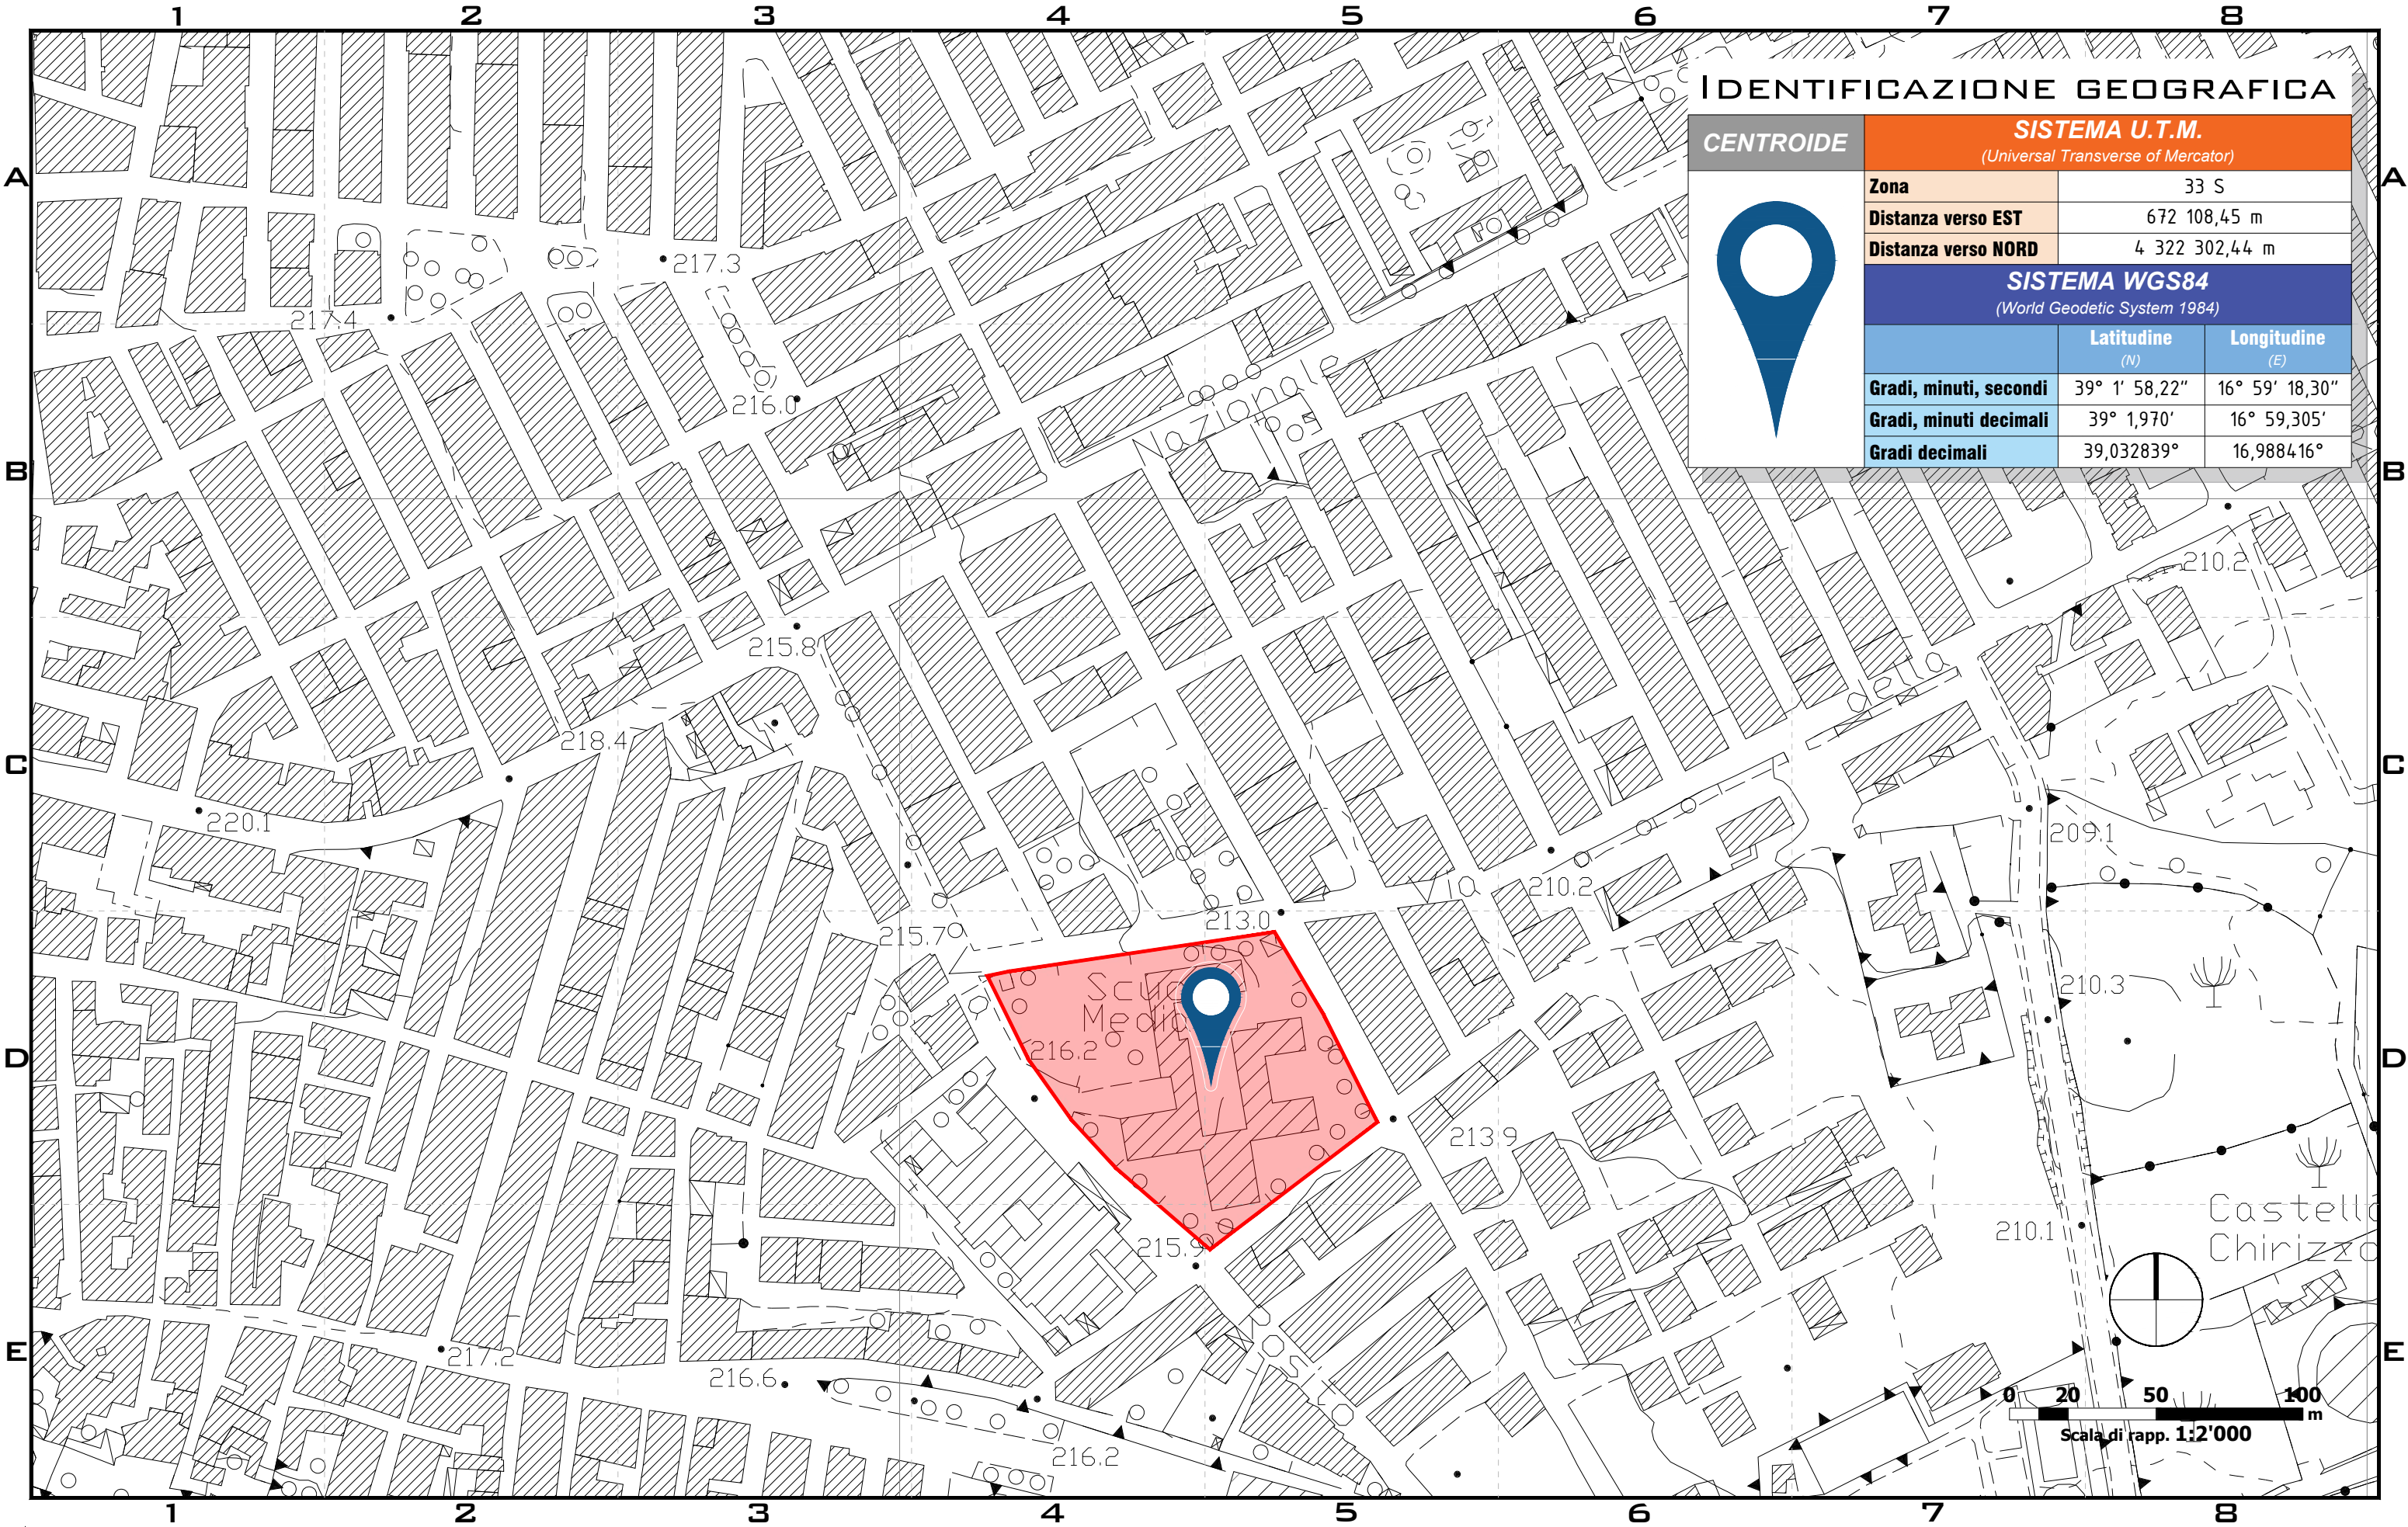 1 2 3 4 5 6 7 8
IDENTIFICAZIONE GEOGRAFICA
CENTROIDE
SISTEMA U.T.M.
(Universal Transverse of Mercator)
Zona 33 S
Distanza verso EST 672 108,45 m
Distanza verso NORD 4 322 302,44 m
SISTEMA WGS84
(World Geodetic System 1984)
Latitudine Longitudine
(N) (E)
Gradi, minuti, secondi 39° 1' 58,22" 16° 59' 18,30"
Gradi, minuti decimali 39° 1,970' 16° 59,305'
Gradi decimali 39,032839° 16,988416°
A A
217.3
217.4
216.0
B B
210.2
215.8
218.4
C C
220.1
209.1
210.2
213.0
215.7
210.3
Scuo
Media
216.2
D D
213.9
Castello
Chirizzo
210.1
215.9
E E
217.2
216.6
216.2
0 20 50 100
m
Scala di rapp. 1:2'000
1 2 3 4 5 6 7 8